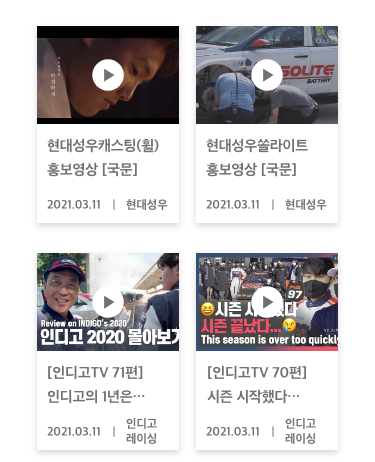 SOLITE
BATTERY
현대성우캐스팅(휠)
홍보영상 [국문]
2021.03.11 | 현대성우
현대성우쏠라이트
홍보영상 [국문]
2021.03.11 | 현대성우
Review on INDIGO's 2020
인디고 2020 돌아보기
[인디고TV 71편]
인디고의 1년은…
2021.03.11 | 인디고
레이싱
97
시즌 시
시즌 끝났다...
This season is over too quickly
[인디고TV 70편]
시즌 시작했다…
2021.03.11 | 인디고
레이싱